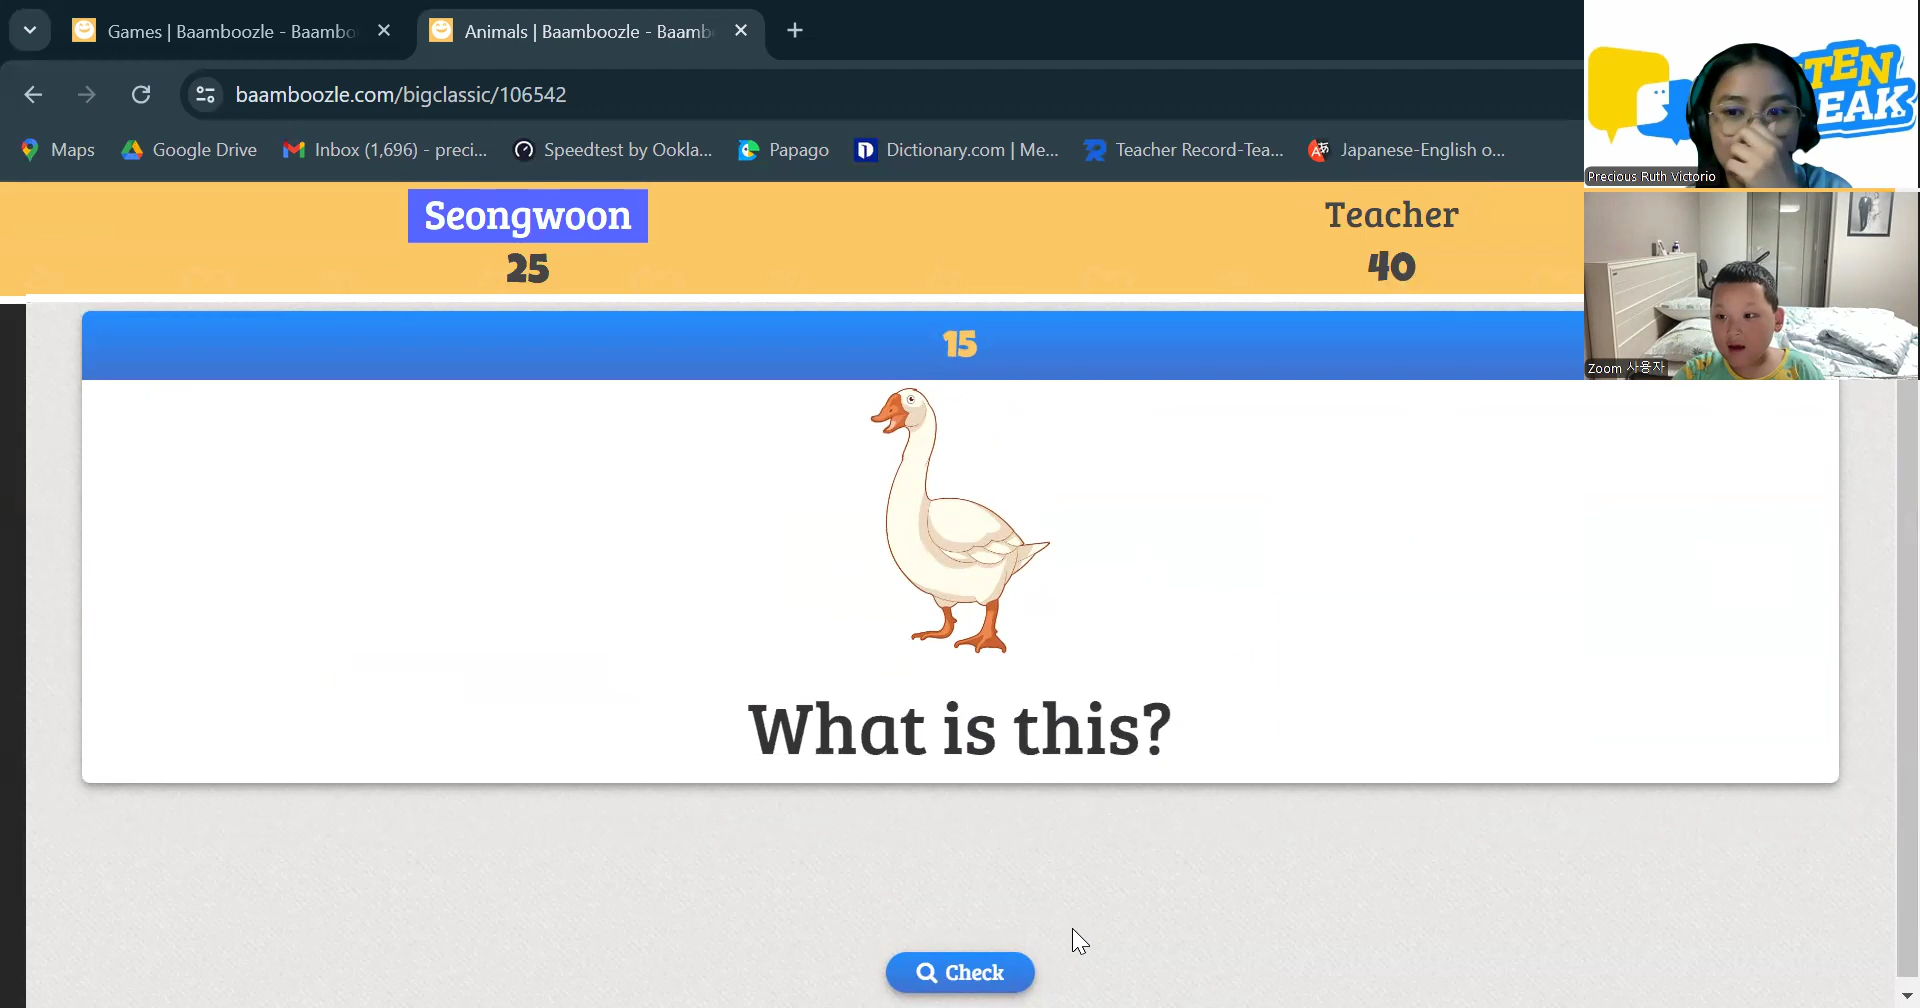 Games | Baamboozle - Baambo
Animals | Baamboozle - Baamb
baamboozle.com/bigclassic/106542
Maps
Google Drive
Inbox (1,696) - preci...
Speedtest by Ookla...
Papago
Dictionary.com | Me...
Teacher Record-Tea...
Japanese-English o...
TEN
EAK
Precious Ruth Victorio
Seongwoon
25
Teacher
40
Zoom 사용자
15
What is this?
Check